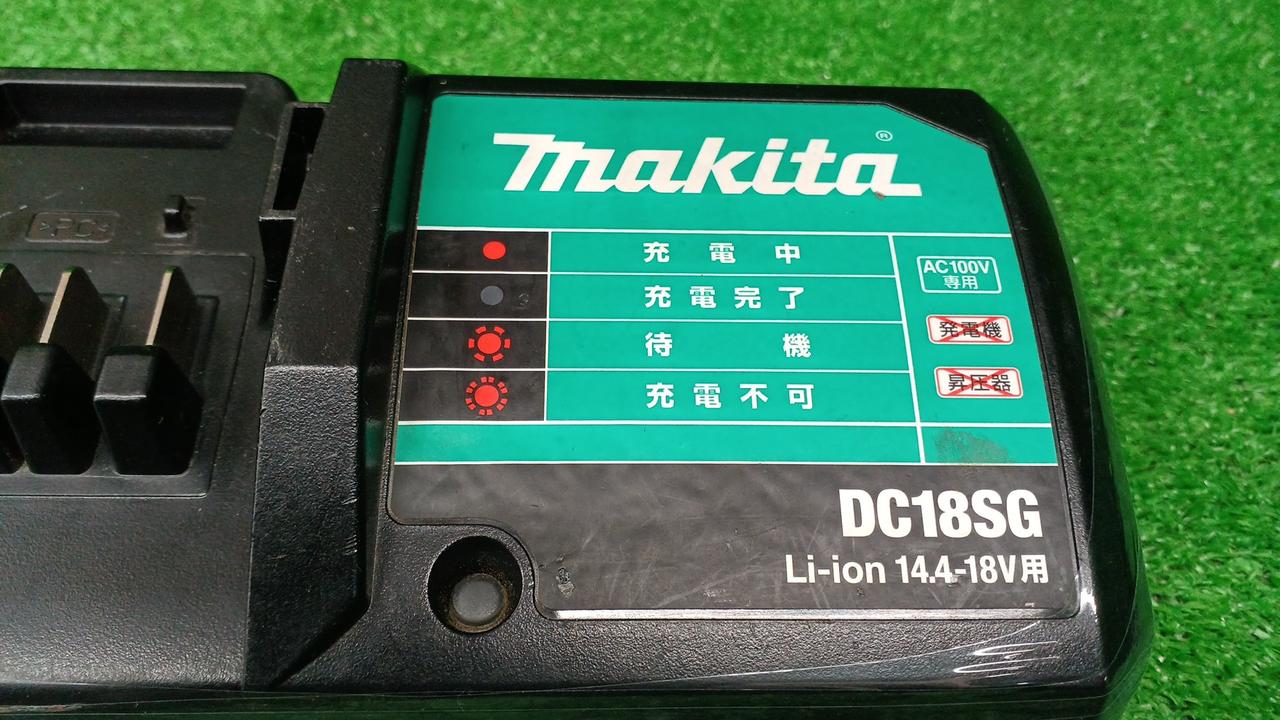 makita®
充電中
充電完了
待機
充電不可
AC100V
専用
発電機
昇圧器
DC18SG
Li-ion 14.4-18V用
>PC<